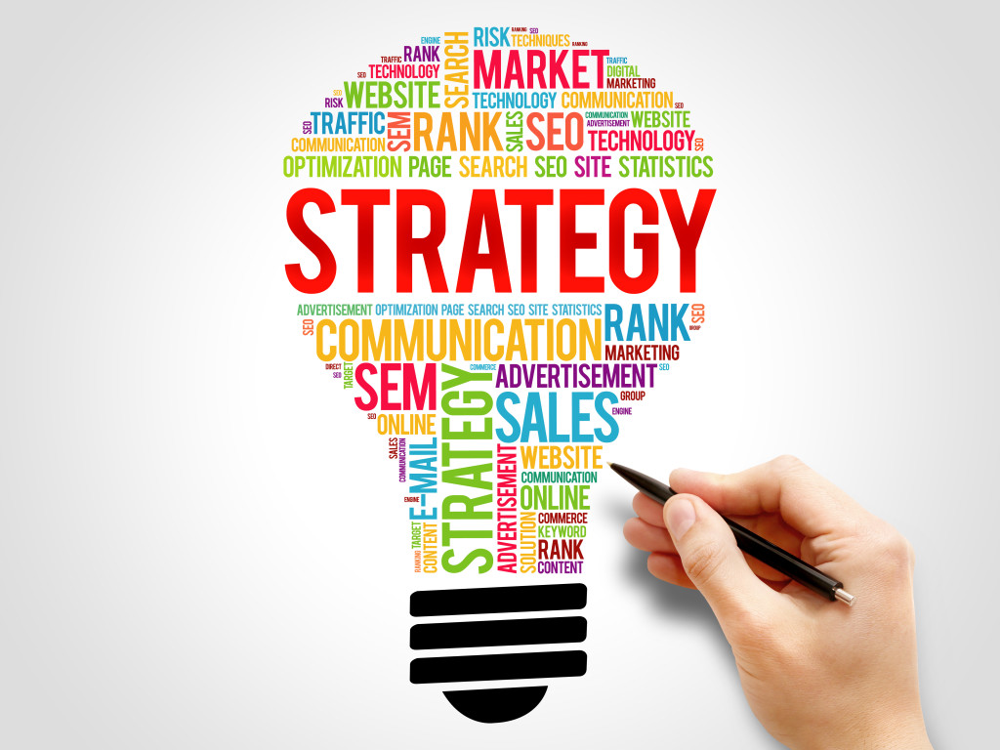 ENGINE
SEARCH
RISK
RANKING
SEO
TECHNIQUES
RANKING
TRAFFIC
RANK
MARKET
TRAFFIC
SEO
TECHNOLOGY
DIGITAL
SEO
WEBSITE
MARKETING
RISK
TECHNOLOGY
COMMUNICATION
SEO
SEO
TRAFFIC
SEM
RANK
SALES
SEO
COMMUNICATION
ADVERTISEMENT
WEBSITE
COMMUNICATION
TECHNOLOGY
SEO
OPTIMIZATION PAGE SEARCH SEO SITE STATISTICS
STRATEGY
ADVERTISEMENT OPTIMIZATION PAGE SEARCH SEO SITE STATISTICS
SEO
COMMUNICATION
RANK
SEO
GROUP
MARKETING
DIRECT
SEO
TARGET
SEM
STRATEGY
COMMERCE
ADVERTISEMENT
SEO
SALES
GROUP
ENGINE
SEO
ONLINE
SALES
COMMUNICATION
E-MAIL
ADVERTISEMENT
WEBSITE
COMMUNICATION
ENGINE
ONLINE
TARGET
RANKING
CONTENT
SOLUTION
COMMERCE
KEYWORD
RANK
CONTENT